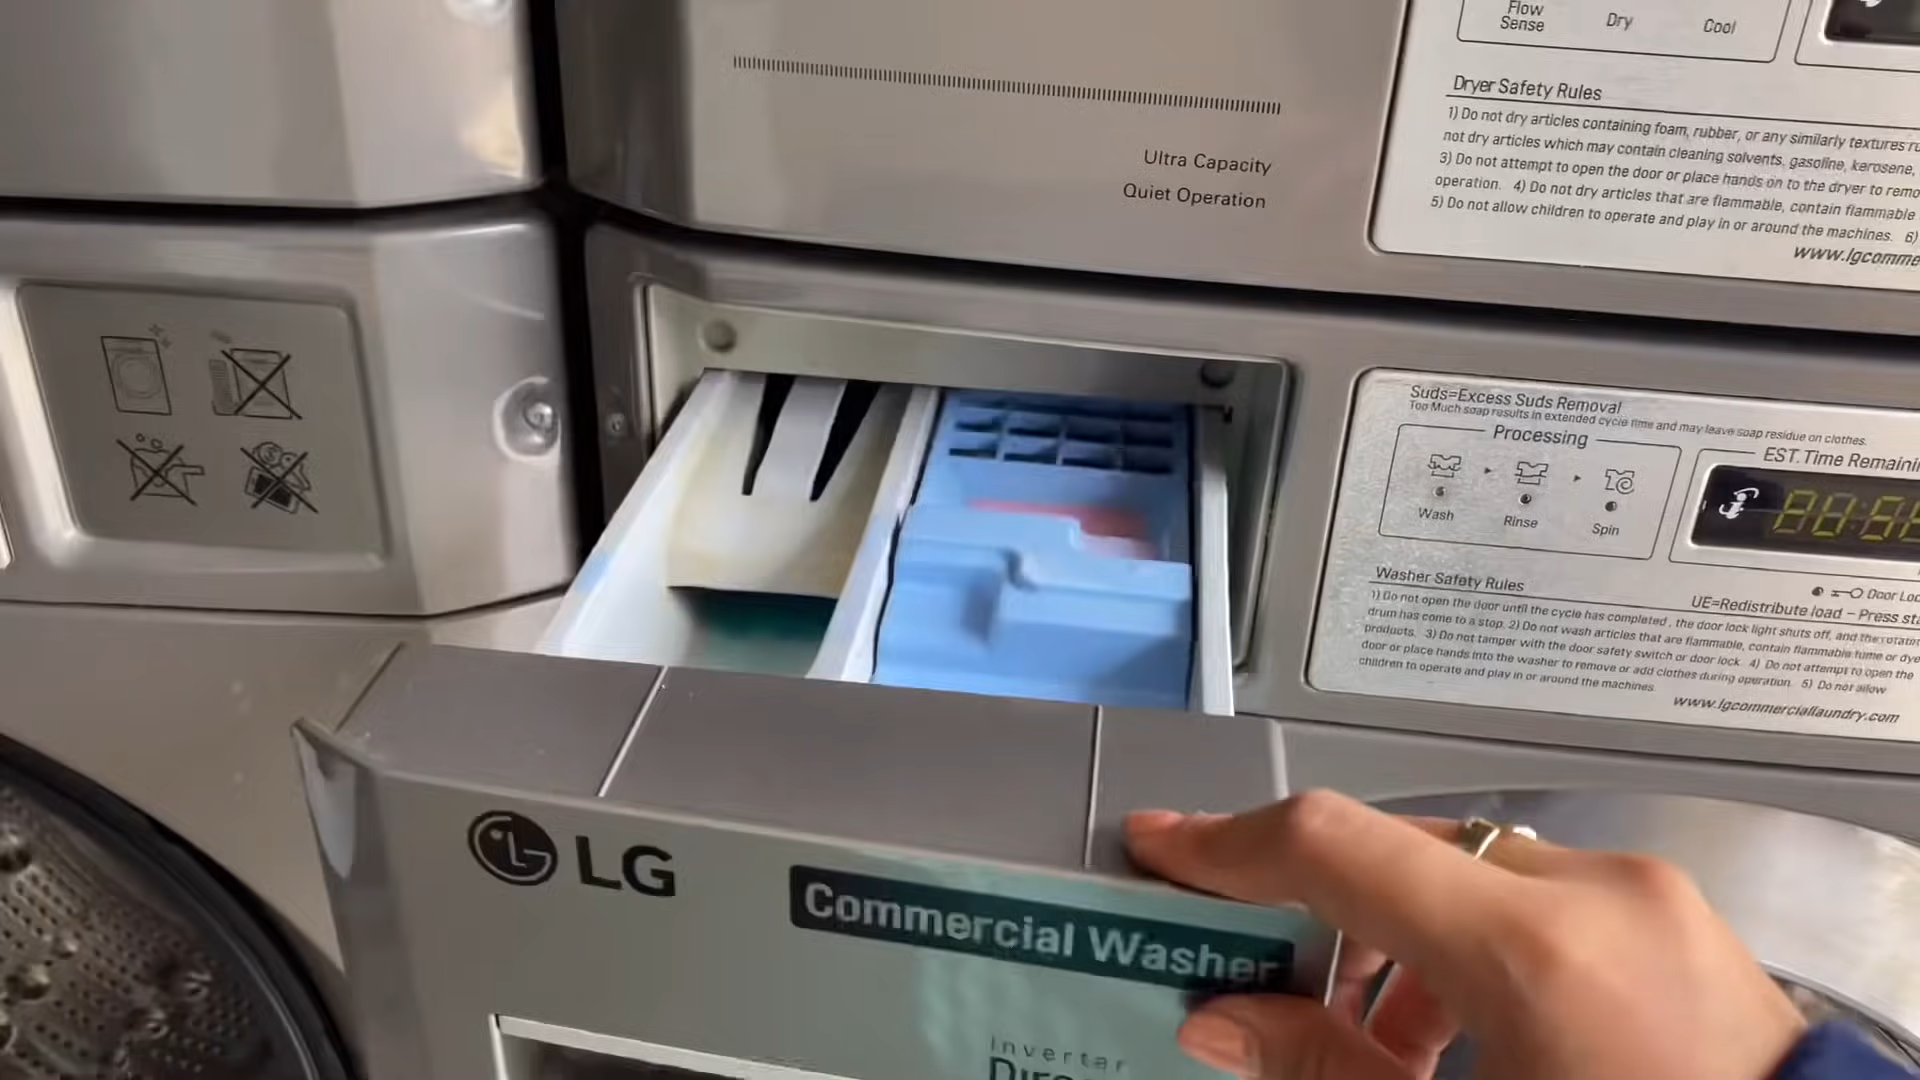 Flow
Sense
Dry
Cool
Dryer Safety Rules
1) Do not dry articles containing foam, rubber, or any similarly textures
not dry articles which may contain cleaning solvents, gasoline, kerosene,
3) Do not attempt to open the door or place hands on to the dryer to remo
operation. 4) Do not dry articles that are flammable, contain flammable
5) Do not allow children to operate and play in or around the machines. 6)
www.lgcomme
Ultra Capacity
Quiet Operation
Suds=Excess Suds Removal
Too Much soap results in extended cycle time and may leave soap residue on clothes.
Processing
EST. Time Remainin
Wash
Rinse
Spin
Door Loc
UE=Redistribute load – Press sta
Washer Safety Rules
1) Do not open the door until the cycle has completed, the door lock light shuts off, and the rotatin
drum has come to a stop. 2) Do not wash articles that are flammable, contain flammable fume or dye
products. 3) Do not tamper with the door safety switch or door lock. 4) Do not attempt to open the
door or place hands into the washer to remove or add clothes during operation. 5) Do not allow
children to operate and play in or around the machines.
www.lgcommerciallaundry.com
LG
Commercial Washer
Inverter